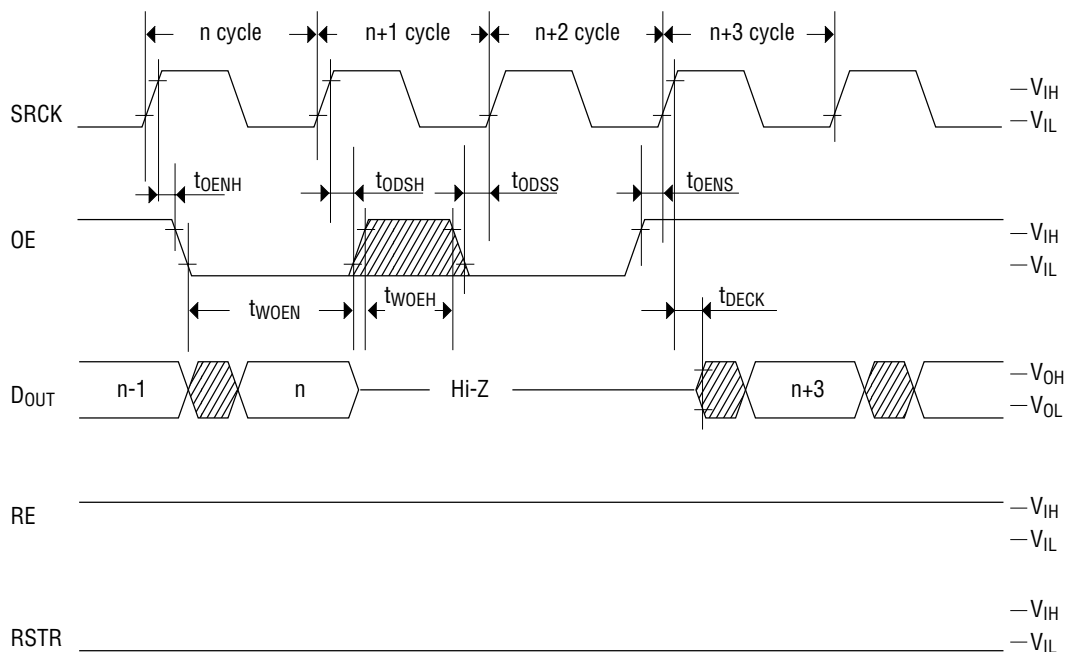 n cycle n+1 cycle n+2 cycle n+3 cycle
SRCK
VIH
VIL
tOENH tODSH tODSS tOENS
OE
VIH
VIL
tWOEN tWOEH tDECK
DOUT n-1 n Hi-Z n+3
VOH
VOL
RE
VIH
VIL
RSTR
VIH
VIL